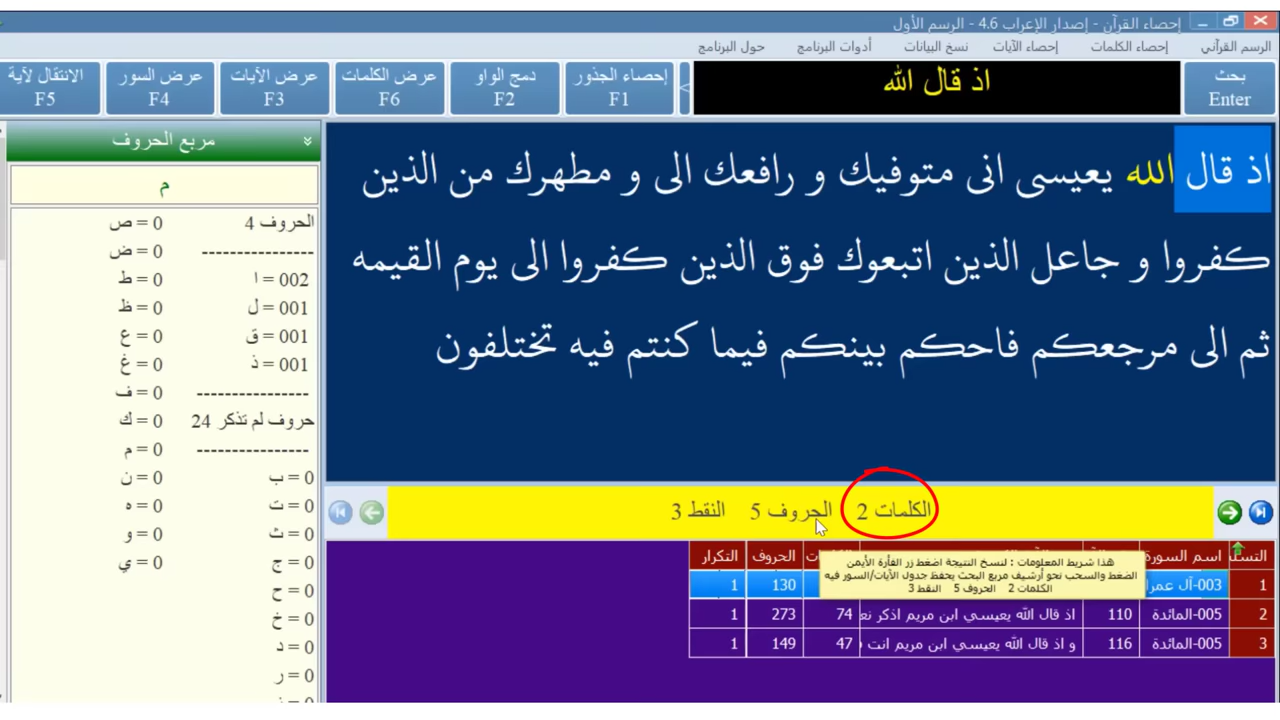 إحصاء القرآن - إصدار الإعراب 4.6 - الرسم الأول
الرسم القرآني إحصاء الكلمات إحصاء الآيات نسخ البيانات أدوات البرنامج حول البرنامج
بحث
Enter
اذ قال الله
>
إحصاء الجذور
F1
دمج الواو
F2
عرض الكلمات
F6
عرض الآيات
F3
عرض السور
F4
الانتقال لآية
F5
اذ قال الله يعيسى انى متوفيك و رافعك الى و مطهرك من الذين
كفروا و جاعل الذين اتبعوك فوق الذين كفروا الى يوم القيمه
ثم الى مرجعكم فاحكم بينكم فيما كنتم فيه تختلفون
مربع الحروف
م
الحروف 4
----------------
ا = 002
ل = 001
ق = 001
ذ = 001
----------------
حروف لم تذكر 24
----------------
ب = 0
ت = 0
ث = 0
ج = 0
ح = 0
خ = 0
د = 0
ر = 0
ص = 0
ض = 0
ط = 0
ظ = 0
ع = 0
غ = 0
ف = 0
ك = 0
م = 0
ن = 0
ه = 0
و = 0
ي = 0
الكلمات 2 الحروف 5 النقط 3
اسم السورة الحروف التكرار
هذا شريط المعلومات : لنسخ النتيجة اضغط زر الفأرة الأيمن
الضغط والسحب نحو أرشيف مربع البحث يحفظ جدول الآيات/السور فيه
الكلمات 2 الحروف 5 النقط 3
1 003-آل عمرا 130 1
2 005-المائدة 110 اذ قال الله يعيسي ابن مريم اذكر نع 74 273 1
3 005-المائدة 116 و اذ قال الله يعيسي ابن مريم انت 47 149 1